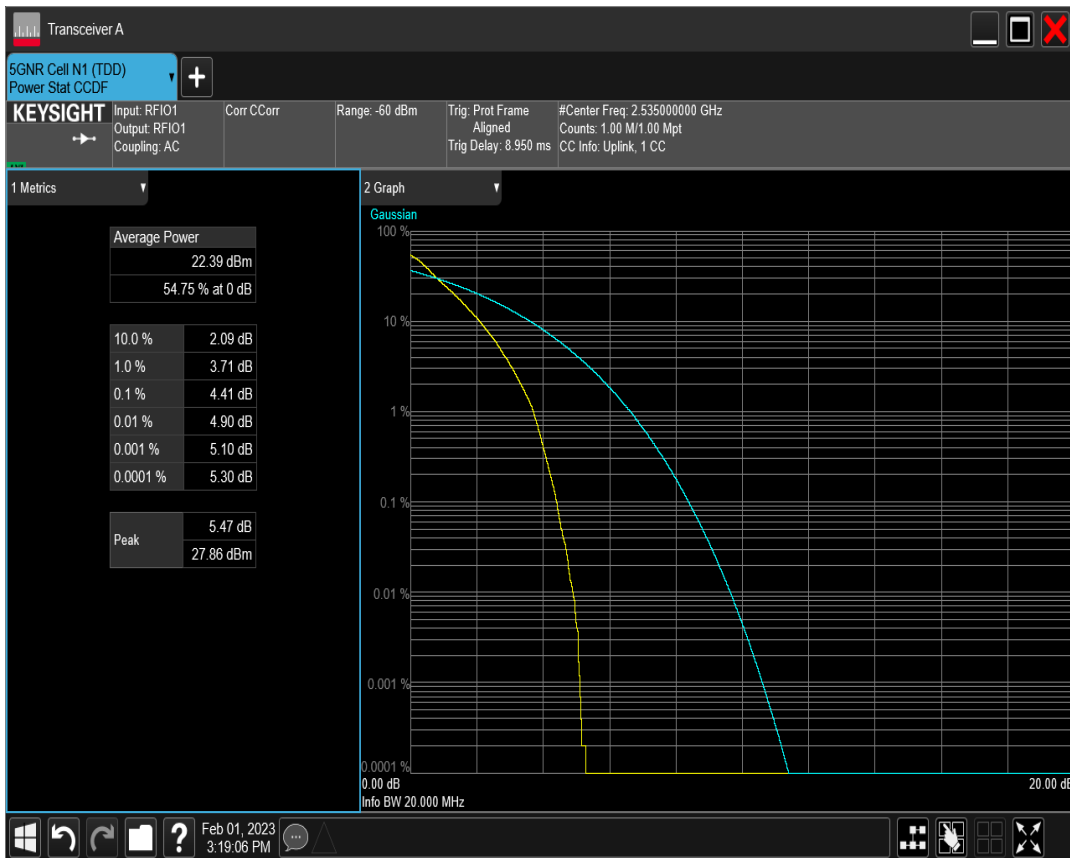 Transceiver A
5GNR Cell N1 (TDD)
Power Stat CCDF
KEYSIGHT
Input: RFIO1
Output: RFIO1
Coupling: AC
Corr CCorr
Range: -60 dBm
Trig: Prot Frame
Aligned
Trig Delay: 8.950 ms
#Center Freq: 2.535000000 GHz
Counts: 1.00 M/1.00 Mpt
CC Info: Uplink, 1 CC
1 Metrics
Average Power
22.39 dBm
54.75 % at 0 dB
10.0 % 2.09 dB
1.0 % 3.71 dB
0.1 % 4.41 dB
0.01 % 4.90 dB
0.001 % 5.10 dB
0.0001 % 5.30 dB
Peak
5.47 dB
27.86 dBm
2 Graph
Gaussian
100 %
10 %
1 %
0.1 %
0.01 %
0.001 %
0.0001 %
0.00 dB
20.00 dB
Info BW 20.000 MHz
Feb 01, 2023
3:19:06 PM